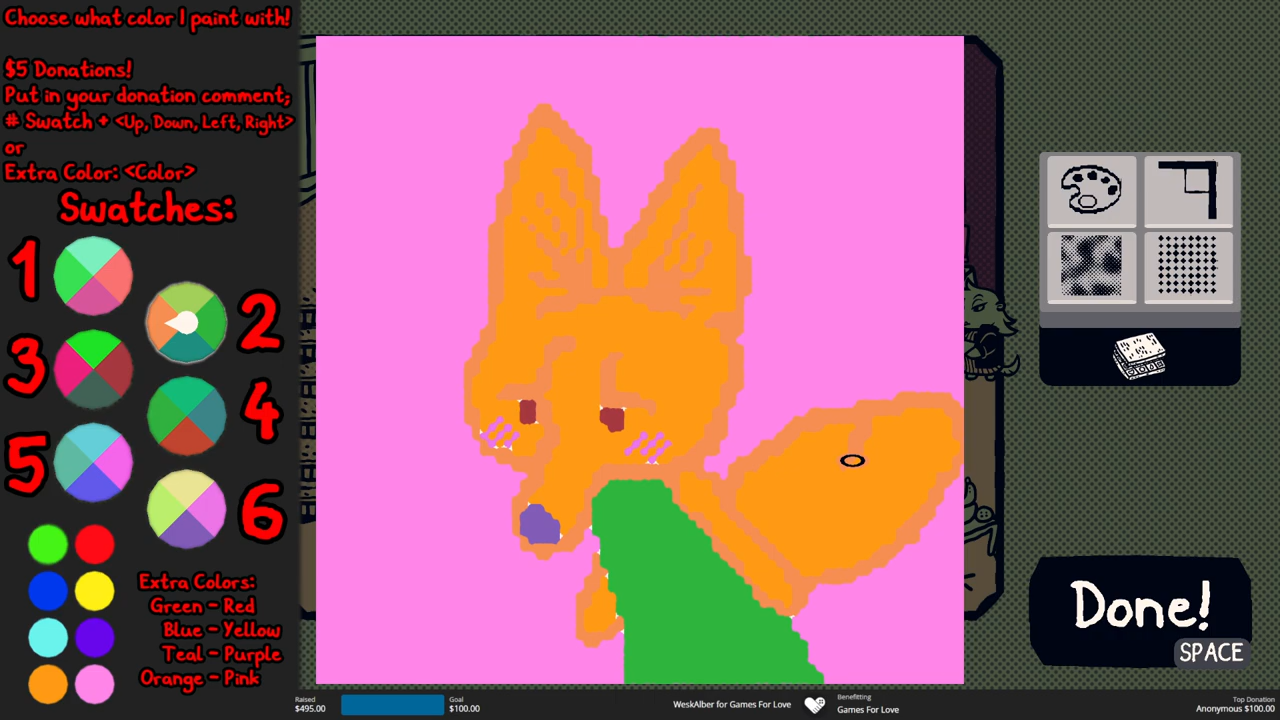 Choose what color I paint with!
$5 Donations!
Put in your donation comment;
# Swatch + <Up, Down, Left, Right>
or
Extra Color: <Color>
Swatches:
1
2
3
4
5
6
Extra Colors:
Green - Red
Blue - Yellow
Teal - Purple
Orange - Pink
Done!
SPACE
Raised
$495.00
Goal
$100.00
WeskAlber for Games For Love
Benefitting
Games For Love
Top Donation
Anonymous $100.00